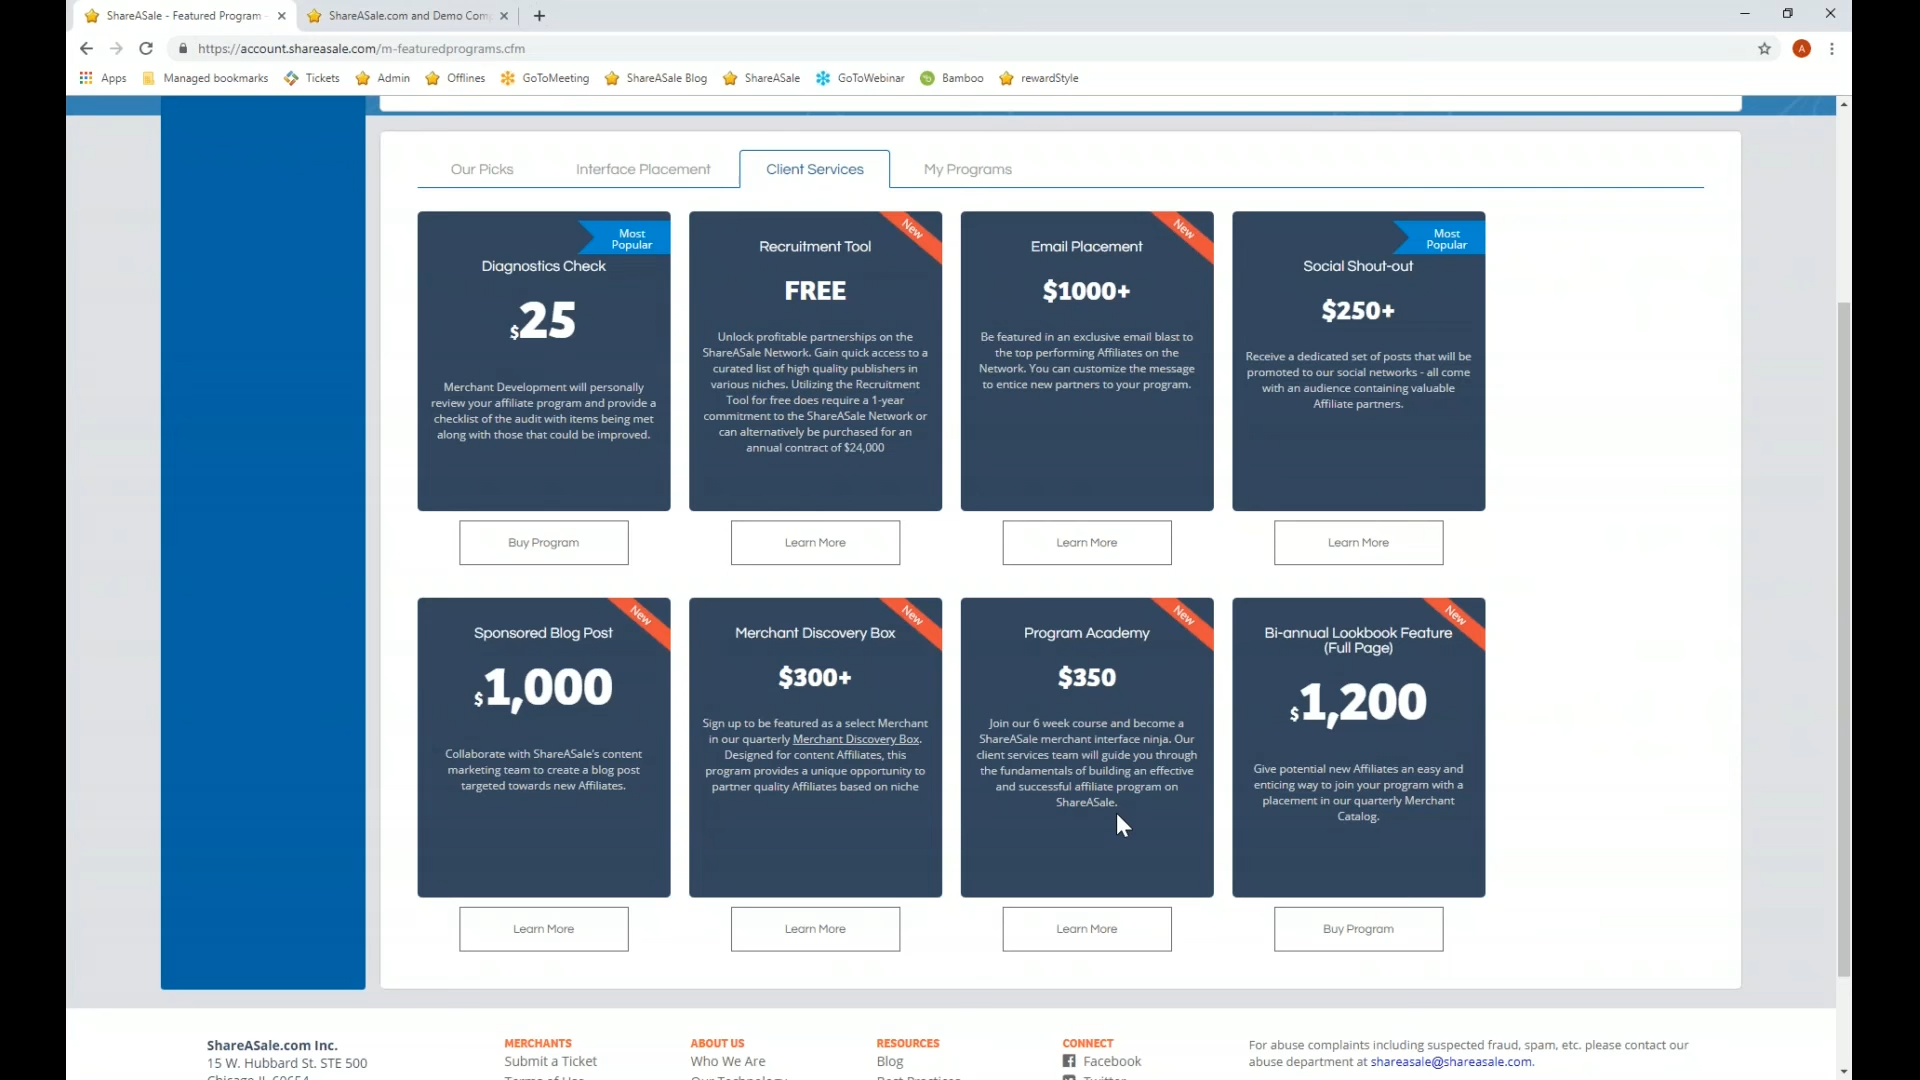 ShareASale - Featured Program
ShareASale.com and Demo Com
https://account.shareasale.com/m-featuredprograms.cfm
A
Apps
Managed bookmarks
Tickets
Admin
Offlines
GoToMeeting
ShareASale Blog
ShareASale
GoToWebinar
Bamboo
rewardStyle
Our Picks
Interface Placement
Client Services
My Programs
Most
Popular
Diagnostics Check
$25
Merchant Development will personally
review your affiliate program and provide a
checklist of the audit with items being met
along with those that could be improved.
Buy Program
New
Recruitment Tool
FREE
Unlock profitable partnerships on the
ShareASale Network. Gain quick access to a
curated list of high quality publishers in
various niches. Utilizing the Recruitment
Tool for free does require a 1-year
commitment to the ShareASale Network or
can alternatively be purchased for an
annual contract of $24,000
Learn More
New
Email Placement
$1000+
Be featured in an exclusive email blast to
the top performing Affiliates on the
Network. You can customize the message
to entice new partners to your program.
Learn More
Most
Popular
Social Shout-out
$250+
Receive a dedicated set of posts that will be
promoted to our social networks - all come
with an audience containing valuable
Affiliate partners.
Learn More
New
Sponsored Blog Post
$1,000
Collaborate with ShareASale's content
marketing team to create a blog post
targeted towards new Affiliates.
Learn More
New
Merchant Discovery Box
$300+
Sign up to be featured as a select Merchant
in our quarterly Merchant Discovery Box.
Designed for content Affiliates, this
program provides a unique opportunity to
partner quality Affiliates based on niche
Learn More
New
Program Academy
$350
Join our 6 week course and become a
ShareASale merchant interface ninja. Our
client services team will guide you through
the fundamentals of building an effective
and successful affiliate program on
ShareASale.
Learn More
New
Bi-annual Lookbook Feature
(Full Page)
$1,200
Give potential new Affiliates an easy and
enticing way to join your program with a
placement in our quarterly Merchant
Catalog.
Buy Program
ShareASale.com Inc.
15 W. Hubbard St. STE 500
Chicago IL 60654
MERCHANTS
Submit a Ticket
Terms of Use
ABOUT US
Who We Are
Our Technology
RESOURCES
Blog
Best Practices
CONNECT
Facebook
Twitter
For abuse complaints including suspected fraud, spam, etc. please contact our
abuse department at shareasale@shareasale.com.